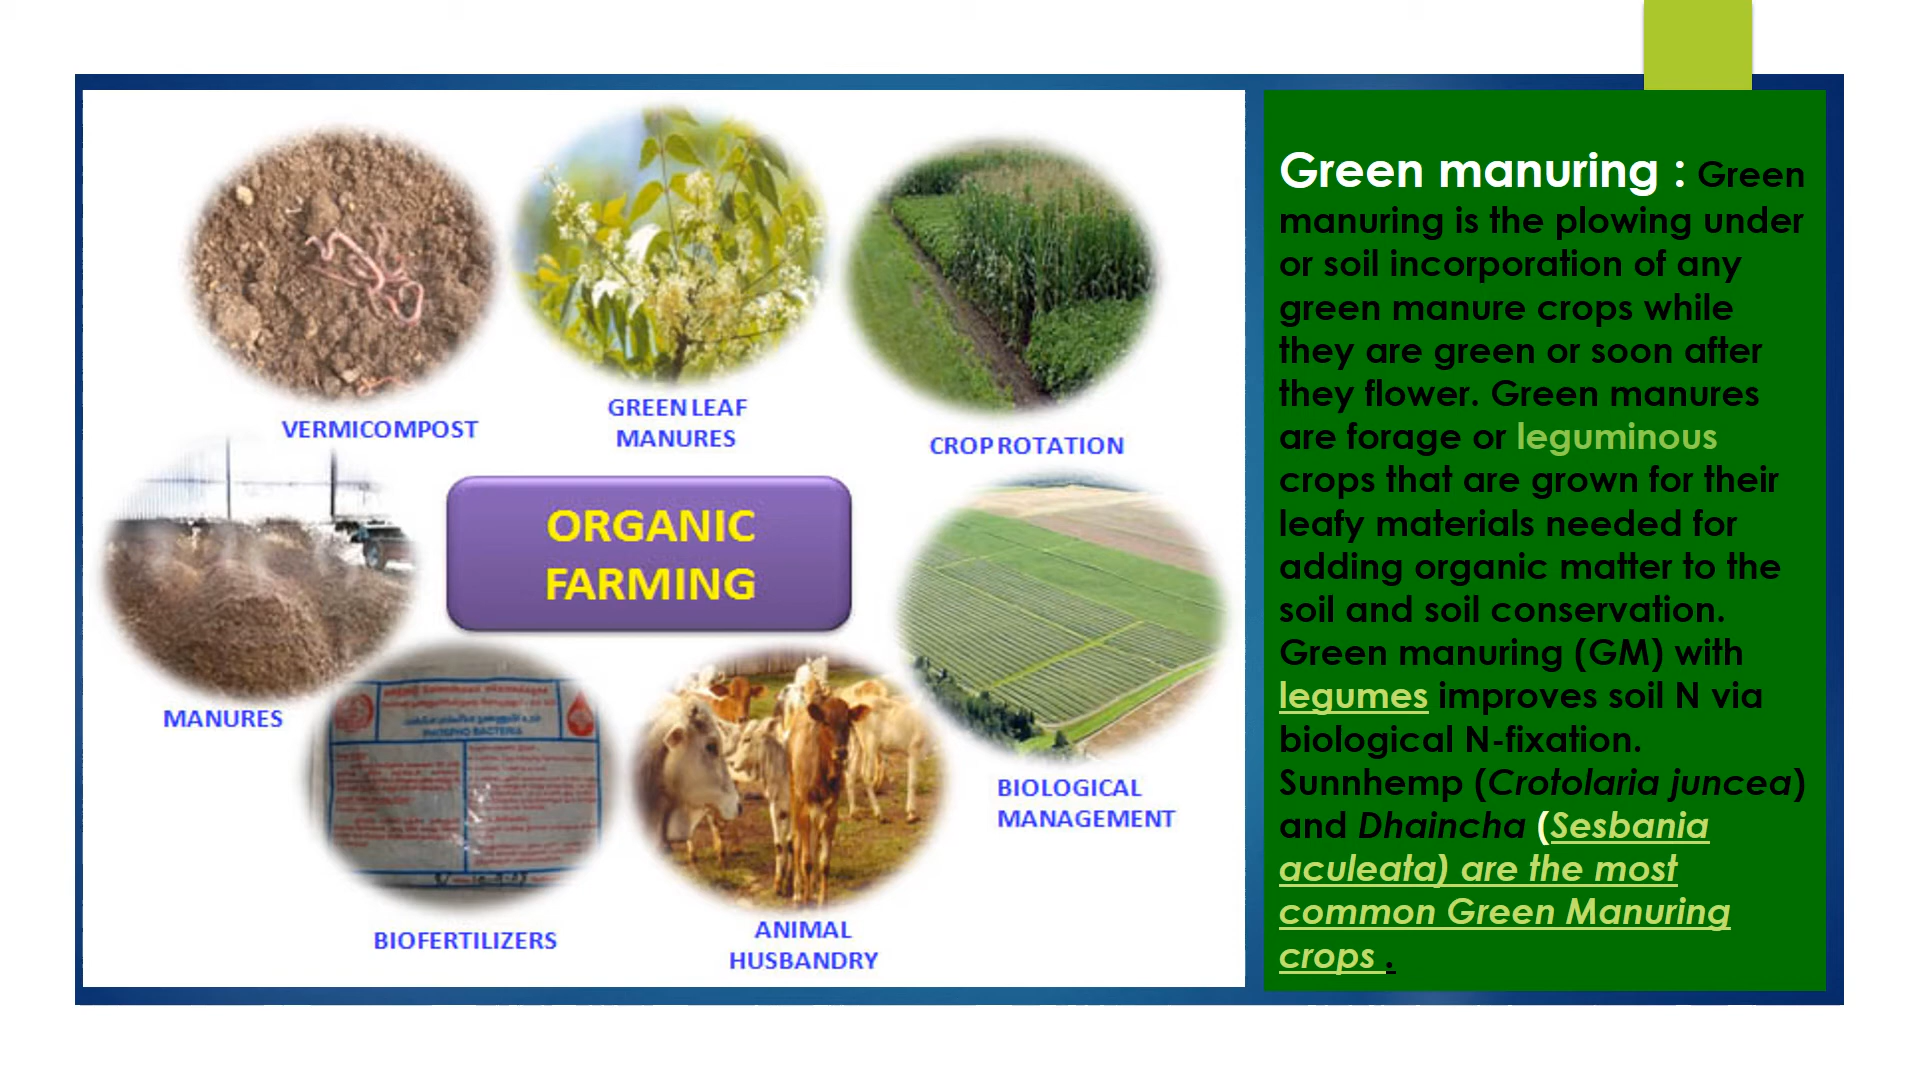 VERMICOMPOST
GREEN LEAF
MANURES
CROP ROTATION
ORGANIC
FARMING
MANURES
PHOSPHO BACTERIA
BIOLOGICAL
MANAGEMENT
BIOFERTILIZERS
ANIMAL
HUSBANDRY
Green manuring : Green
manuring is the plowing under
or soil incorporation of any
green manure crops while
they are green or soon after
they flower. Green manures
are forage or leguminous
crops that are grown for their
leafy materials needed for
adding organic matter to the
soil and soil conservation.
Green manuring (GM) with
legumes improves soil N via
biological N-fixation.
Sunnhemp (Crotolaria juncea)
and Dhaincha (Sesbania
aculeata) are the most
common Green Manuring
crops .